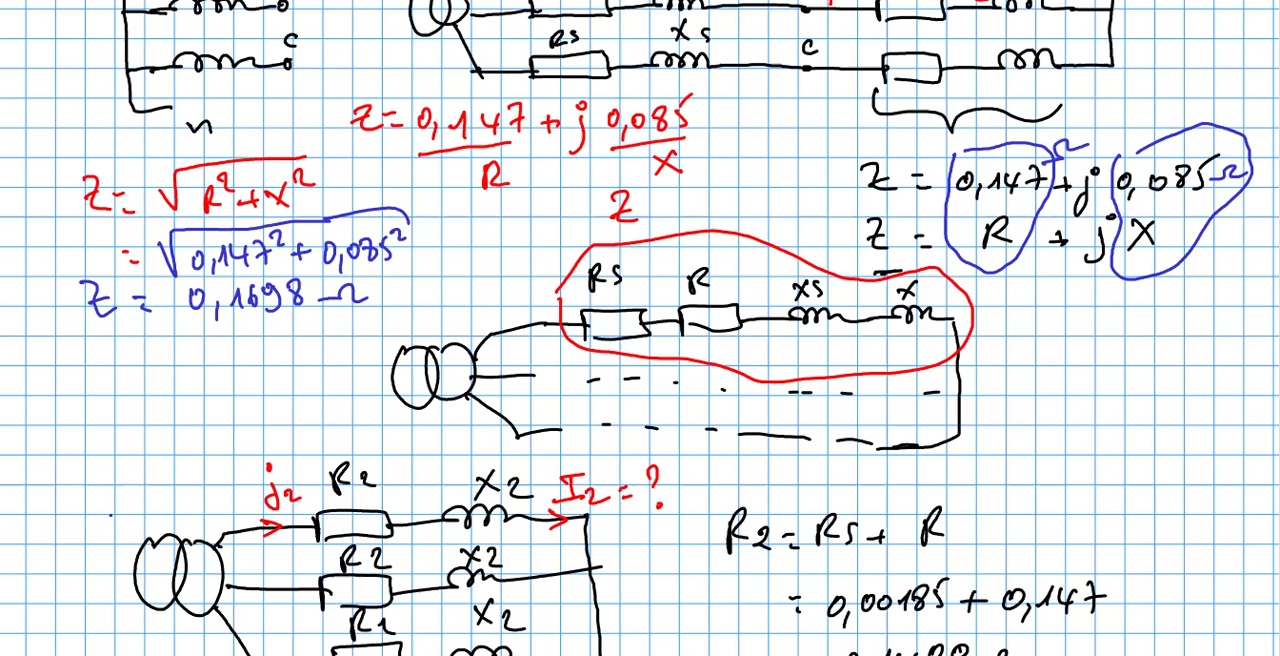 Rs Xs C
C
n
Z = 0,147 + j 0,085
R X
Z = √R² + X²
= √0,147² + 0,085²
Z = 0,1698 Ω
Z = 0,147 Ω + j 0,085 Ω
Z = R + j X
Z
Rs R Xs X
j2 R2 X2 I2 = ?
R2 X2
R2 X2
R2 = Rs + R
= 0,00185 + 0,147